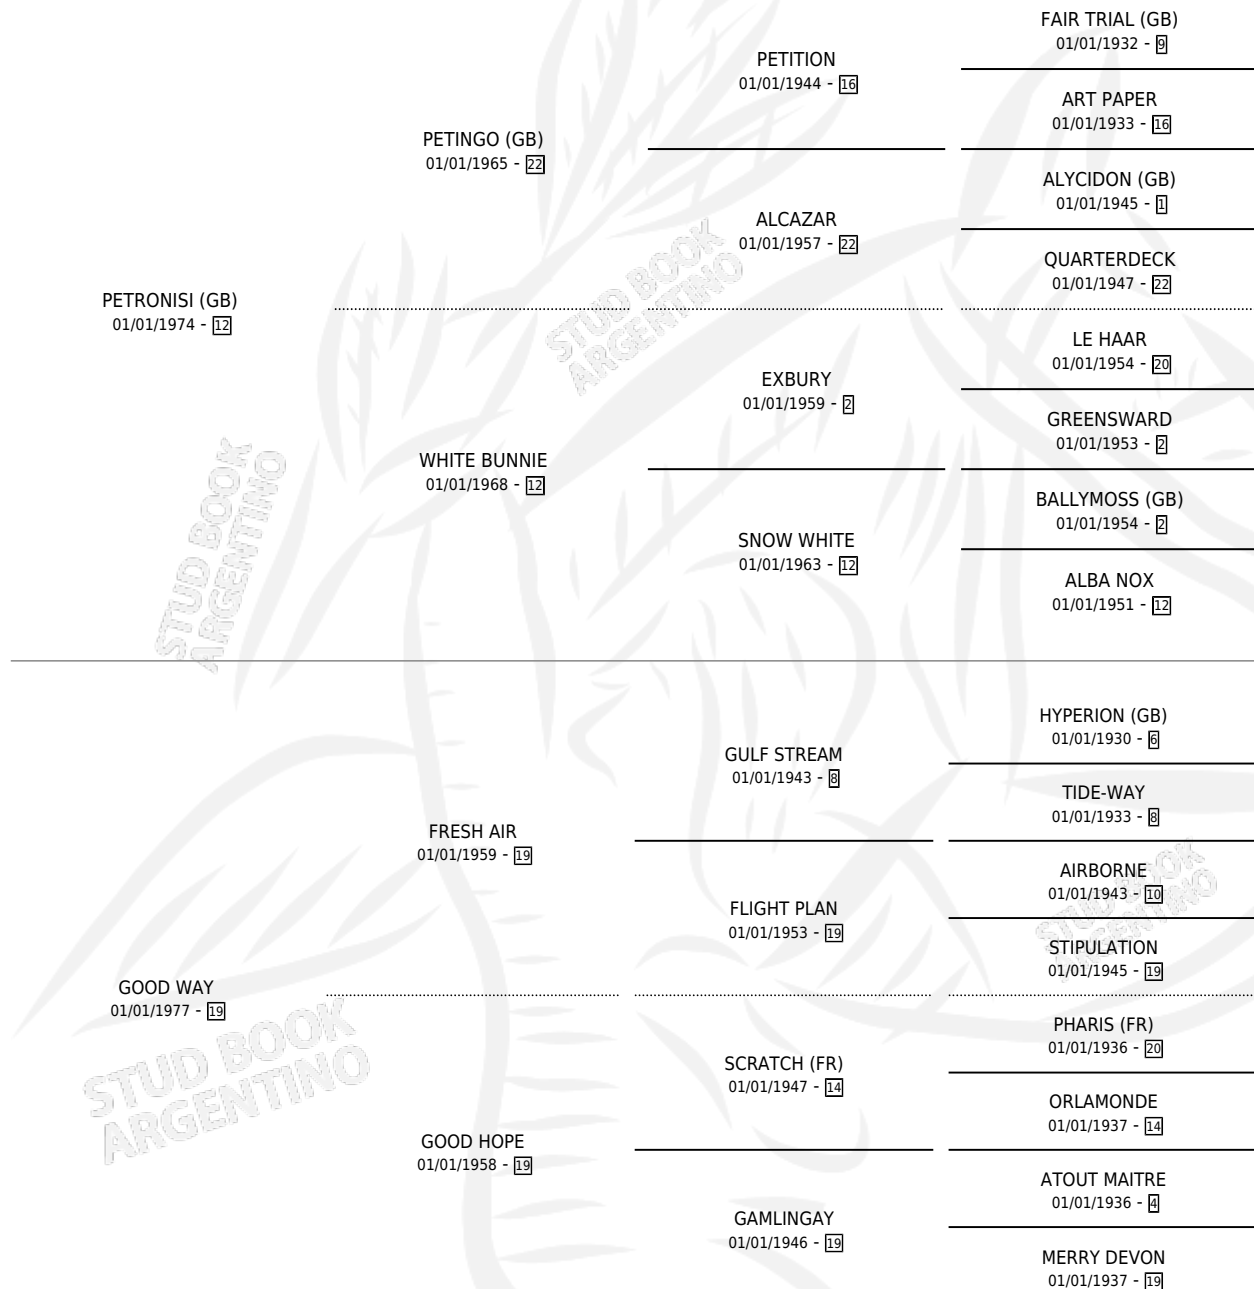 FAIR TRIAL (GB)
01/01/1932 - 9
PETITION
01/01/1944 - 16
ART PAPER
01/01/1933 - 16
PETINGO (GB)
01/01/1965 - 22
ALYCIDON (GB)
01/01/1945 - 1
ALCAZAR
01/01/1957 - 22
QUARTERDECK
01/01/1947 - 22
PETRONISI (GB)
01/01/1974 - 12
LE HAAR
01/01/1954 - 20
EXBURY
01/01/1959 - 2
GREENSWARD
01/01/1953 - 2
WHITE BUNNIE
01/01/1968 - 12
BALLYMOSS (GB)
01/01/1954 - 2
SNOW WHITE
01/01/1963 - 12
ALBA NOX
01/01/1951 - 12
HYPERION (GB)
01/01/1930 - 6
GULF STREAM
01/01/1943 - 8
TIDE-WAY
01/01/1933 - 8
FRESH AIR
01/01/1959 - 19
AIRBORNE
01/01/1943 - 10
FLIGHT PLAN
01/01/1953 - 19
STIPULATION
01/01/1945 - 19
GOOD WAY
01/01/1977 - 19
PHARIS (FR)
01/01/1936 - 20
SCRATCH (FR)
01/01/1947 - 14
ORLAMONDE
01/01/1937 - 14
GOOD HOPE
01/01/1958 - 19
ATOUT MAITRE
01/01/1936 - 4
GAMLINGAY
01/01/1946 - 19
MERRY DEVON
01/01/1937 - 19
STUD BOOK
ARGENTINO
STUD BOOK
ARGENTINO
STUD BOOK
ARGENTINO
STUD BOOK
ARGENTINO